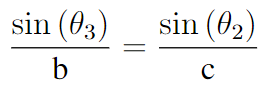 sin (θ₃) / b = sin (θ₂) / c